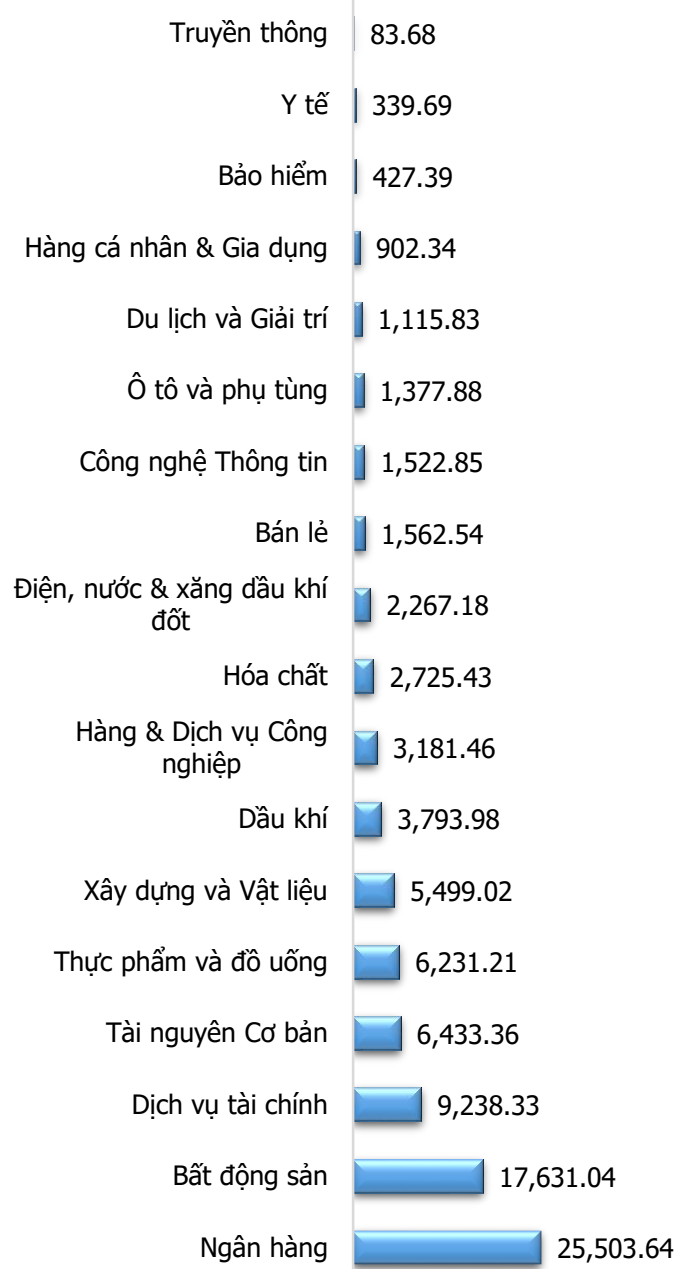 Truyền thông 83.68
Y tế 339.69
Bảo hiểm 427.39
Hàng cá nhân & Gia dụng 902.34
Du lịch và Giải trí 1,115.83
Ô tô và phụ tùng 1,377.88
Công nghệ Thông tin 1,522.85
Bán lẻ 1,562.54
Điện, nước & xăng dầu khí
đốt 2,267.18
Hóa chất 2,725.43
Hàng & Dịch vụ Công
nghiệp 3,181.46
Dầu khí 3,793.98
Xây dựng và Vật liệu 5,499.02
Thực phẩm và đồ uống 6,231.21
Tài nguyên Cơ bản 6,433.36
Dịch vụ tài chính 9,238.33
Bất động sản 17,631.04
Ngân hàng 25,503.64